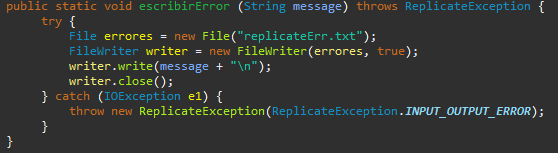 public static void escribirError (String message) throws ReplicateException {
try {
File errores = new File("replicateErr.txt");
FileWriter writer = new FileWriter(errores, true);
writer.write(message + "\n");
writer.close();
} catch (IOException e1) {
throw new ReplicateException(ReplicateException.INPUT_OUTPUT_ERROR);
}
}